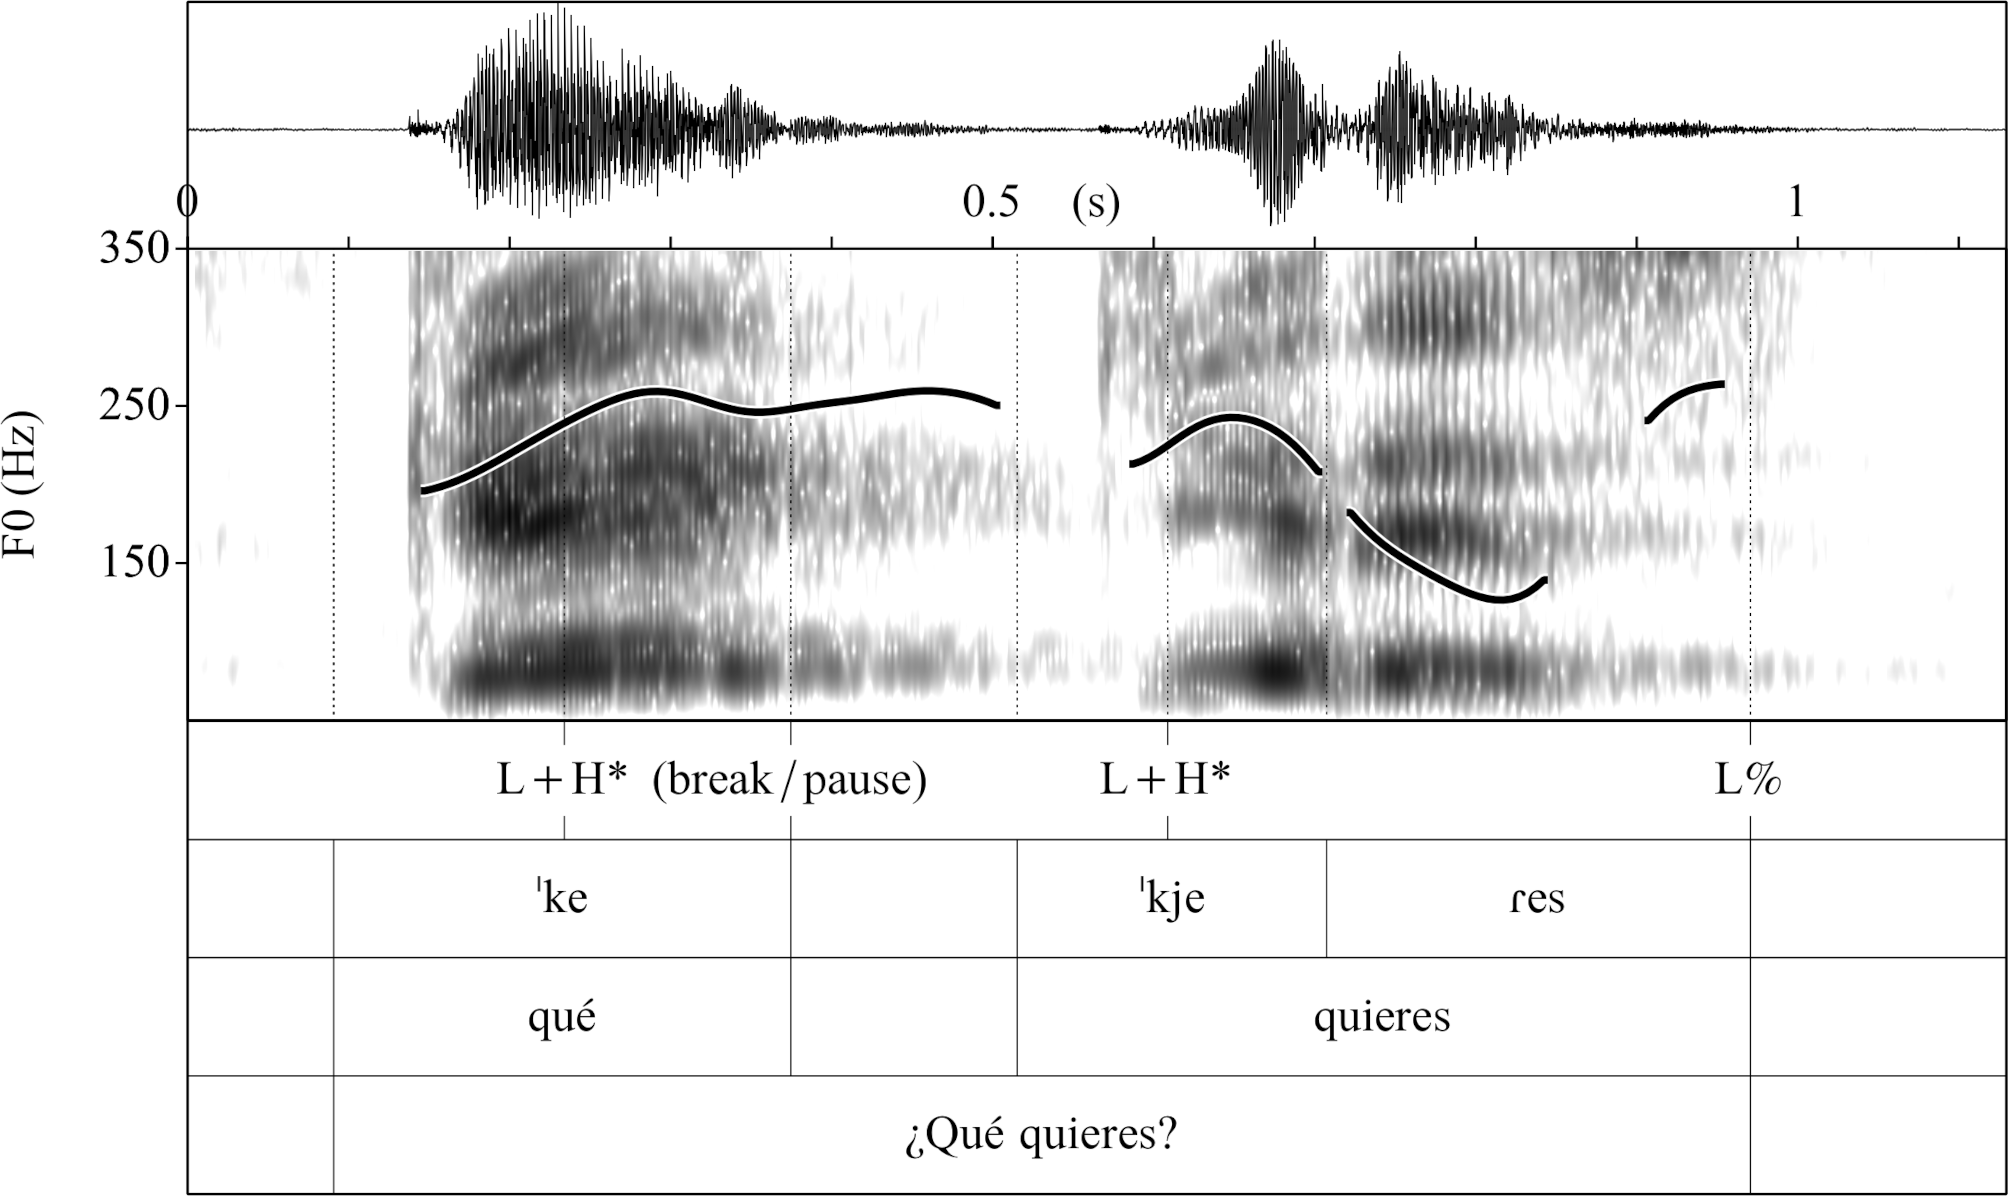 0 0.5 (s) 1
350
250
150
F0 (Hz)
L+H* (break/pause) L+H* L%
ˈke ˈkje ɾes
qué quieres
¿Qué quieres?